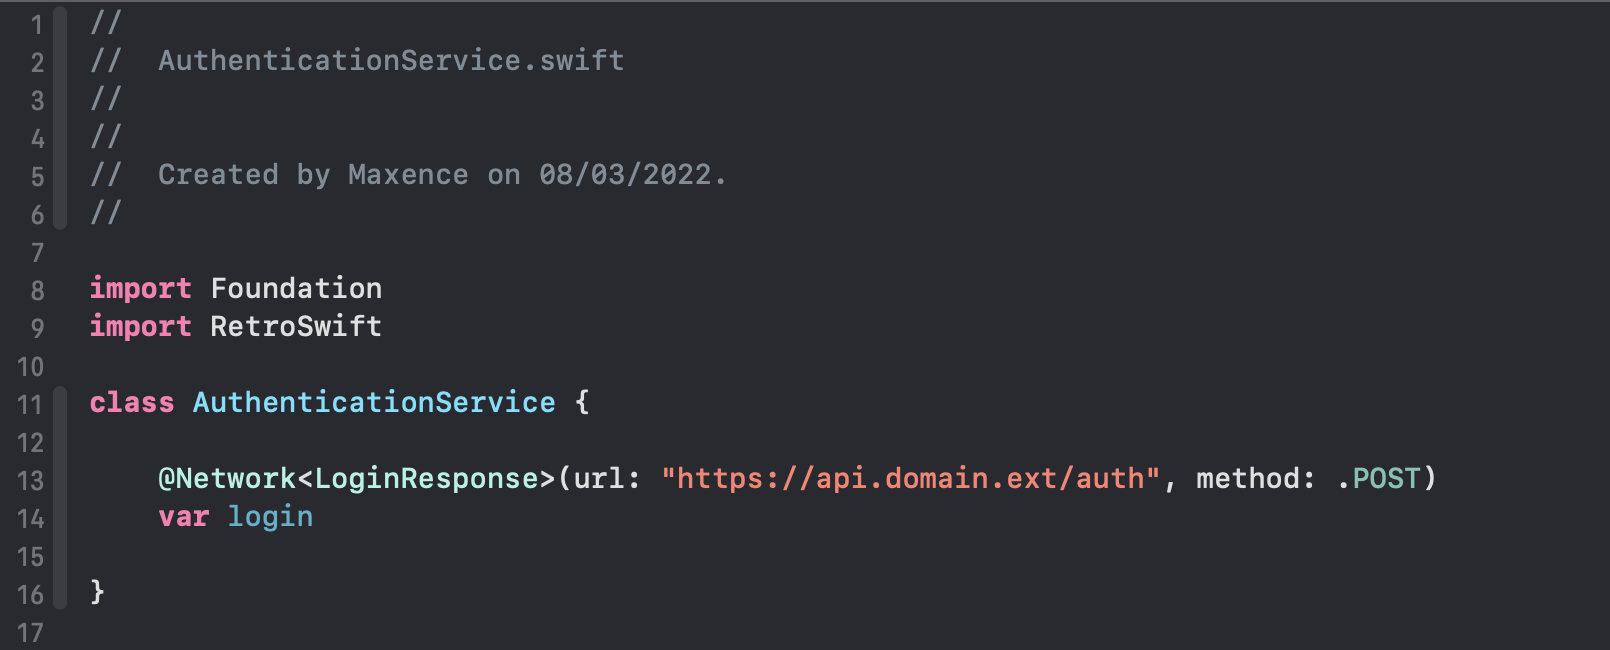 1 //
2 //  AuthenticationService.swift
3 //
4 //
5 //  Created by Maxence on 08/03/2022.
6 //
7
8 import Foundation
9 import RetroSwift
10
11 class AuthenticationService {
12
13     @Network<LoginResponse>(url: "https://api.domain.ext/auth", method: .POST)
14     var login
15
16 }
17